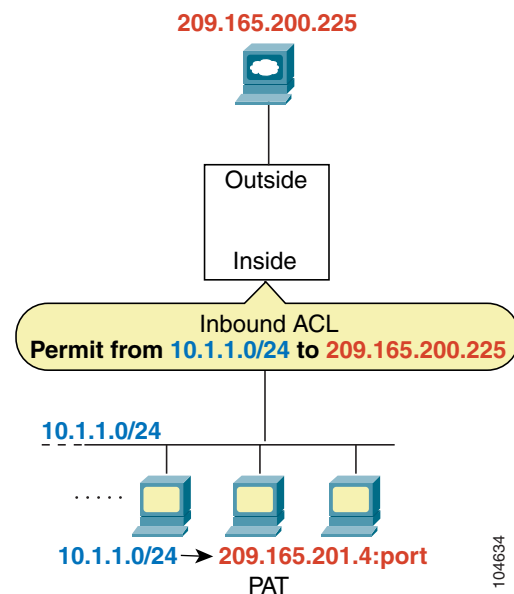 209.165.200.225
Outside
Inside
Inbound ACL
Permit from 10.1.1.0/24 to 209.165.200.225
10.1.1.0/24
10.1.1.0/24 → 209.165.201.4:port
PAT
104634